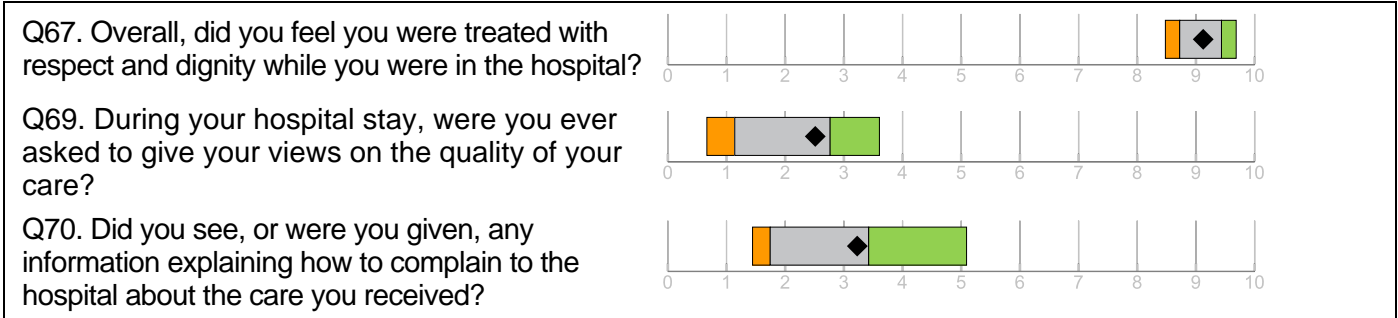 Q67. Overall, did you feel you were treated with
respect and dignity while you were in the hospital?
0 1 2 3 4 5 6 7 8 9 10
Q69. During your hospital stay, were you ever
asked to give your views on the quality of your
care?
0 1 2 3 4 5 6 7 8 9 10
Q70. Did you see, or were you given, any
information explaining how to complain to the
hospital about the care you received?
0 1 2 3 4 5 6 7 8 9 10